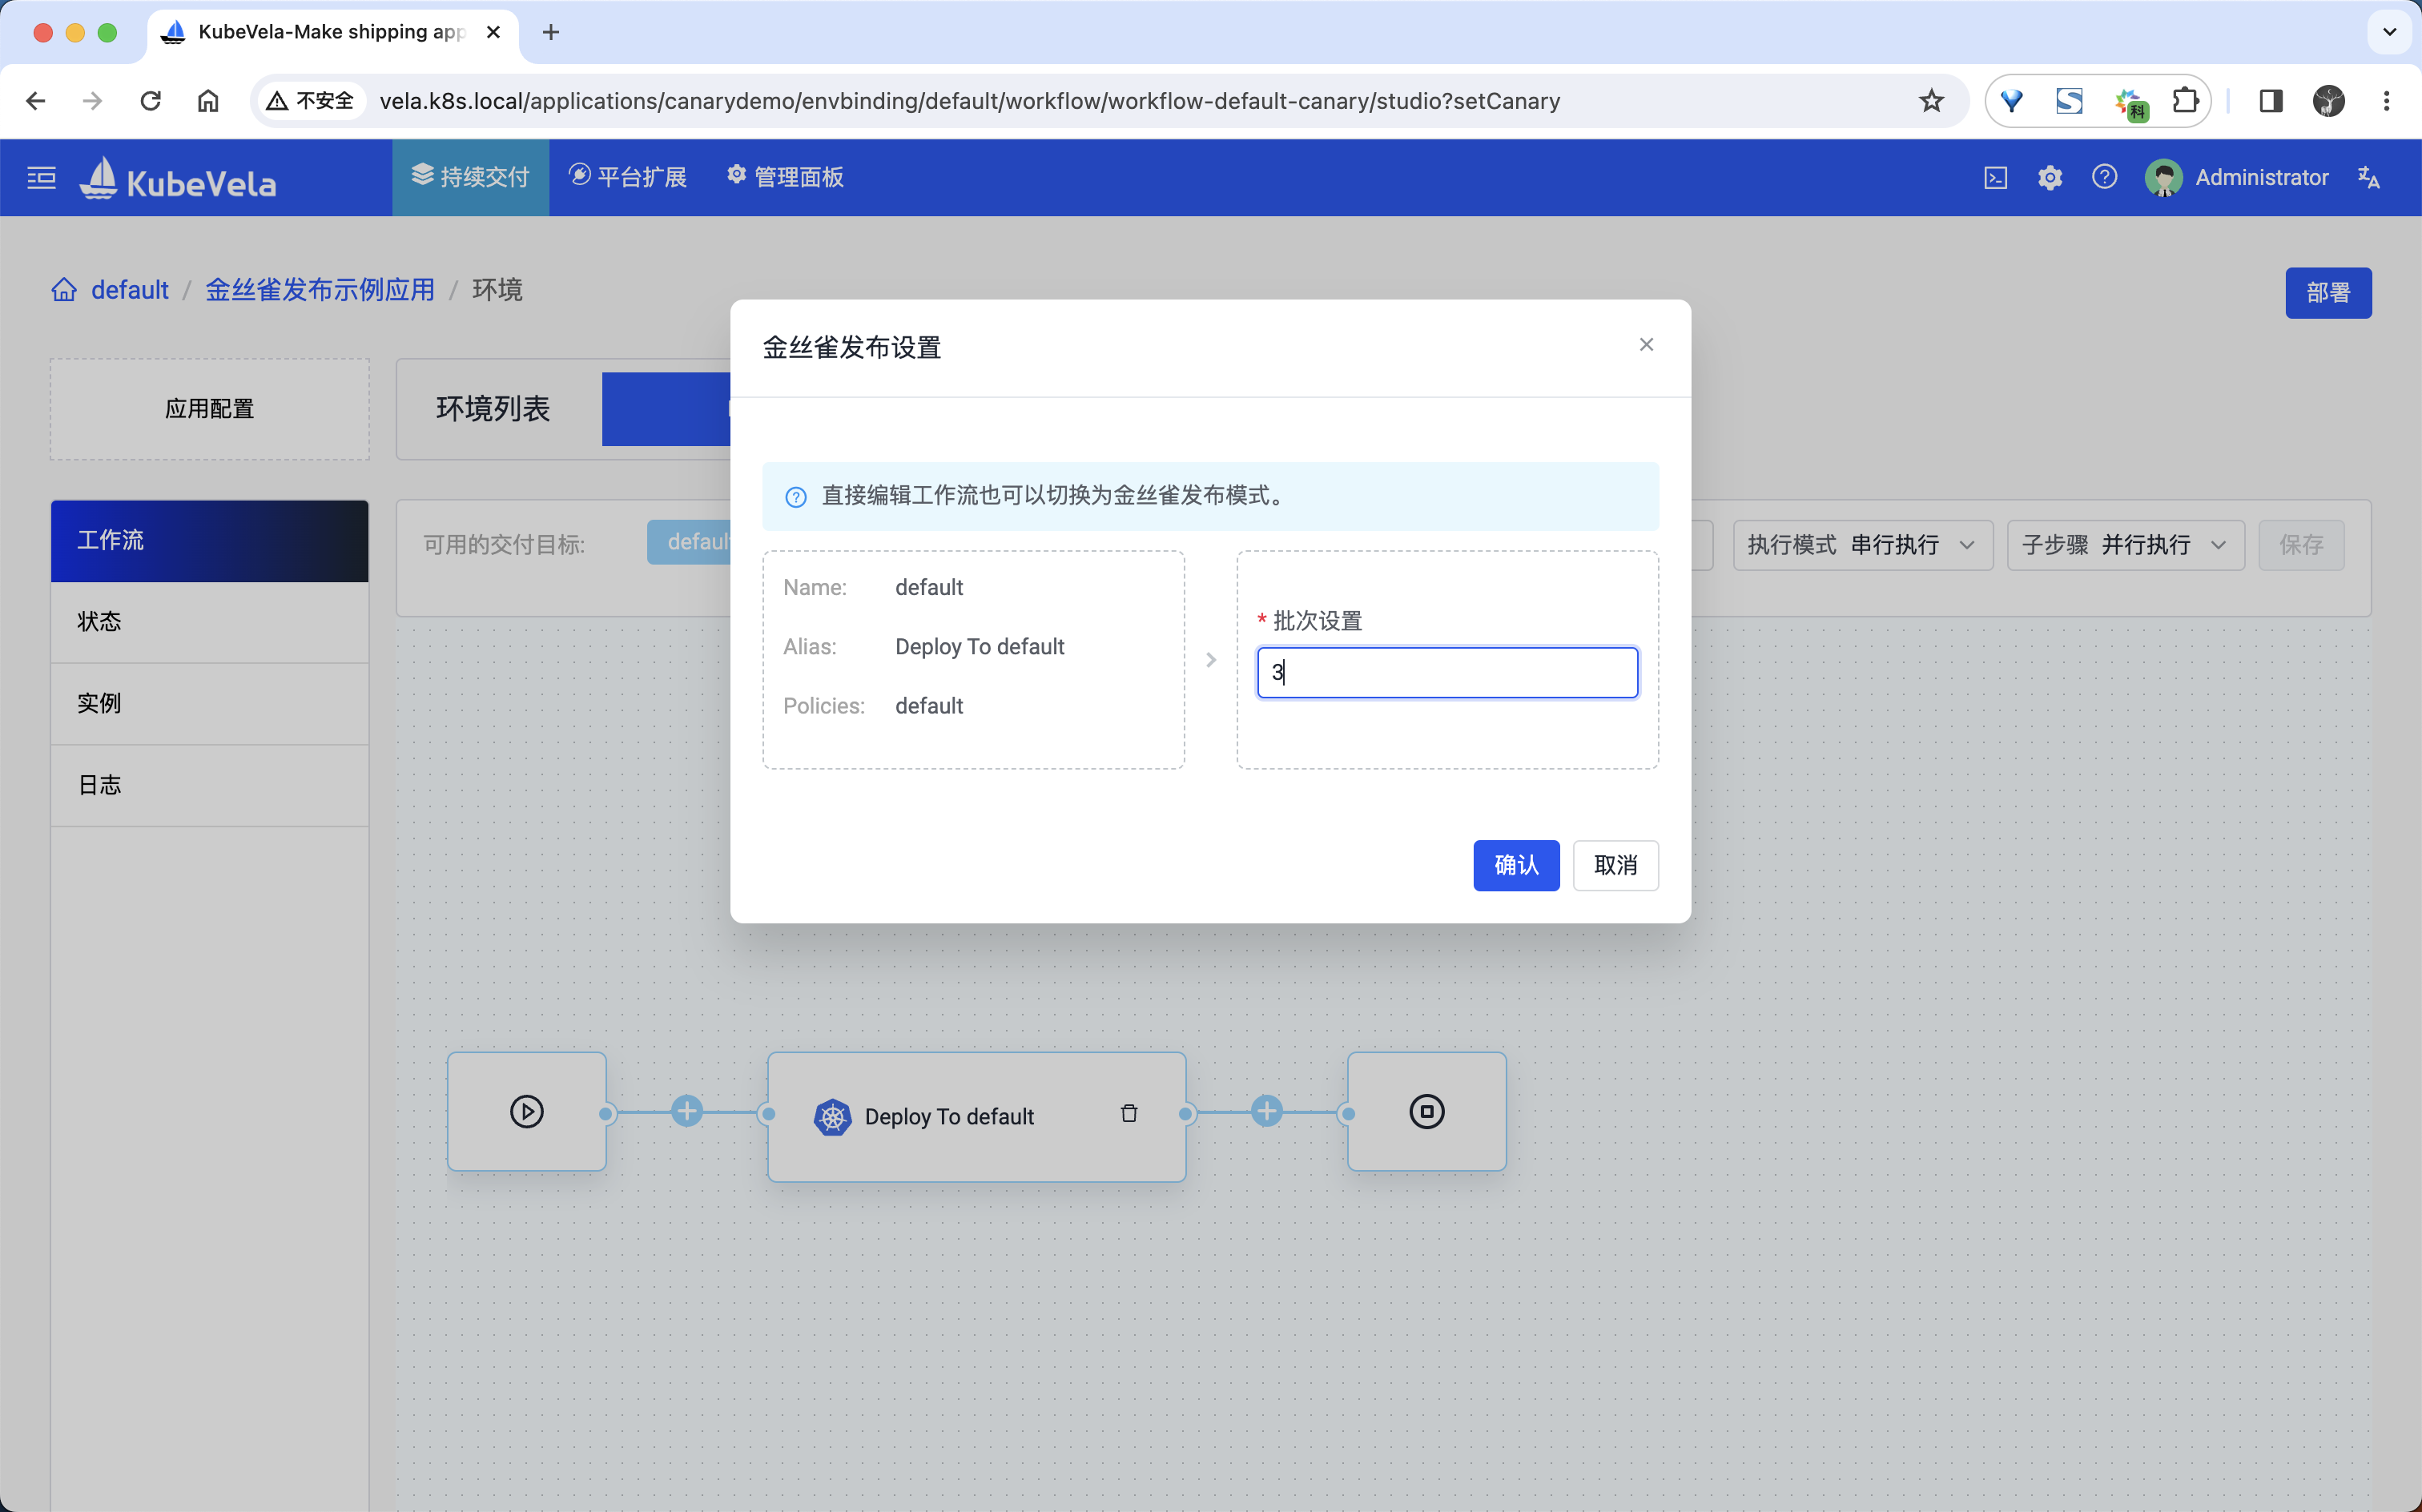 KubeVela-Make shipping app
不安全
vela.k8s.local/applications/canarydemo/envbinding/default/workflow/workflow-default-canary/studio?setCanary
科
KubeVela
持续交付
平台扩展
管理面板
Administrator
default / 金丝雀发布示例应用 / 环境
部署
应用配置
环境列表
工作流
状态
实例
日志
可用的交付目标:
default
执行模式 串行执行
子步骤 并行执行
保存
金丝雀发布设置
直接编辑工作流也可以切换为金丝雀发布模式。
Name: default
Alias: Deploy To default
Policies: default
* 批次设置
3
确认
取消
Deploy To default